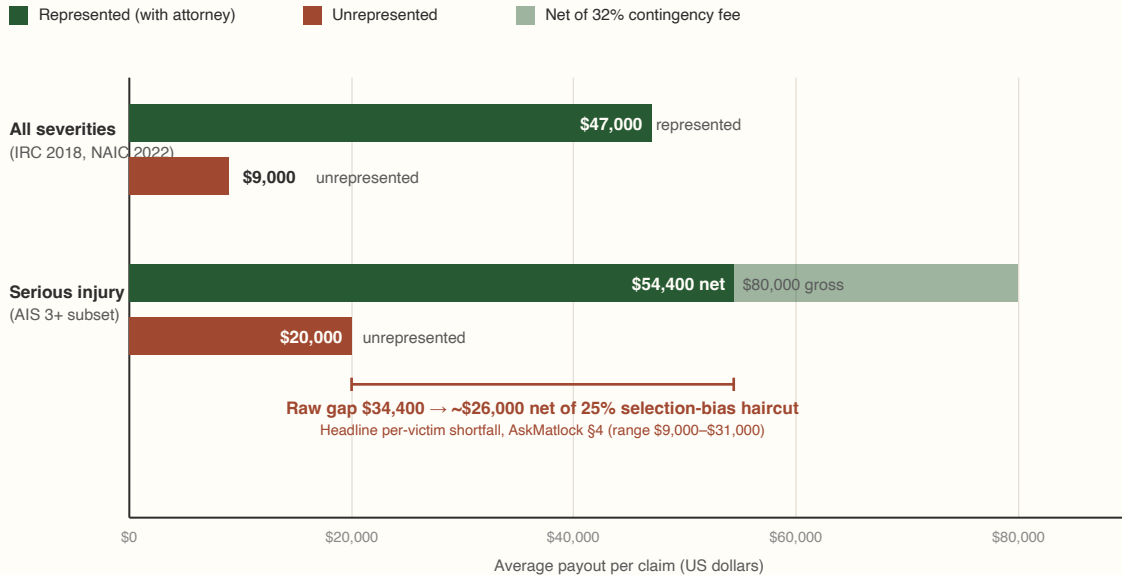 Represented (with attorney)
Unrepresented
Net of 32% contingency fee
All severities
(IRC 2018, NAIC 2022)
$47,000 represented
$9,000 unrepresented
Serious injury
(AIS 3+ subset)
$54,400 net $80,000 gross
$20,000 unrepresented
Raw gap $34,400 → ~$26,000 net of 25% selection-bias haircut
Headline per-victim shortfall, AskMatlock §4 (range $9,000–$31,000)
$0 $20,000 $40,000 $60,000 $80,000
Average payout per claim (US dollars)